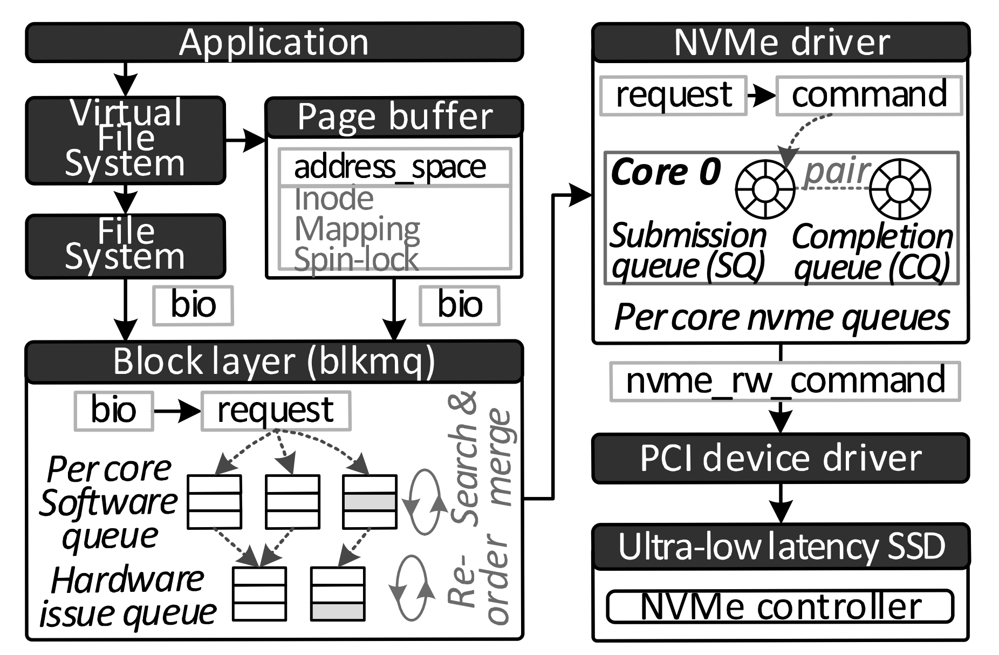 Application
Virtual
File
System
Page buffer
address_space
Inode
Mapping
Spin-lock
File
System
bio
bio
Block layer (blkmq)
bio
request
Per core
Software
queue
Search &
merge
Hardware
issue queue
Re-
order
NVMe driver
request
command
Core 0
pair
Submission
queue (SQ)
Completion
queue (CQ)
Per core nvme queues
nvme_rw_command
PCI device driver
Ultra-low latency SSD
NVMe controller